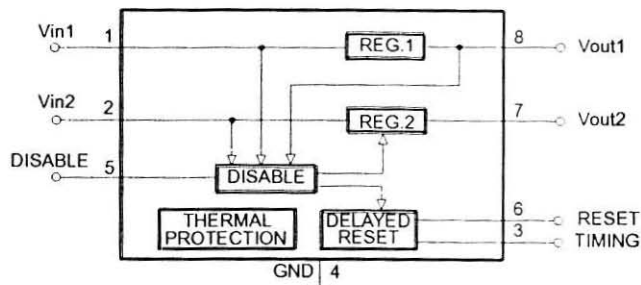 Vin1 1 REG.1 8 Vout1
Vin2 2 REG.2 7 Vout2
DISABLE 5 DISABLE
THERMAL PROTECTION
DELAYED RESET
6 RESET
3 TIMING
GND 4